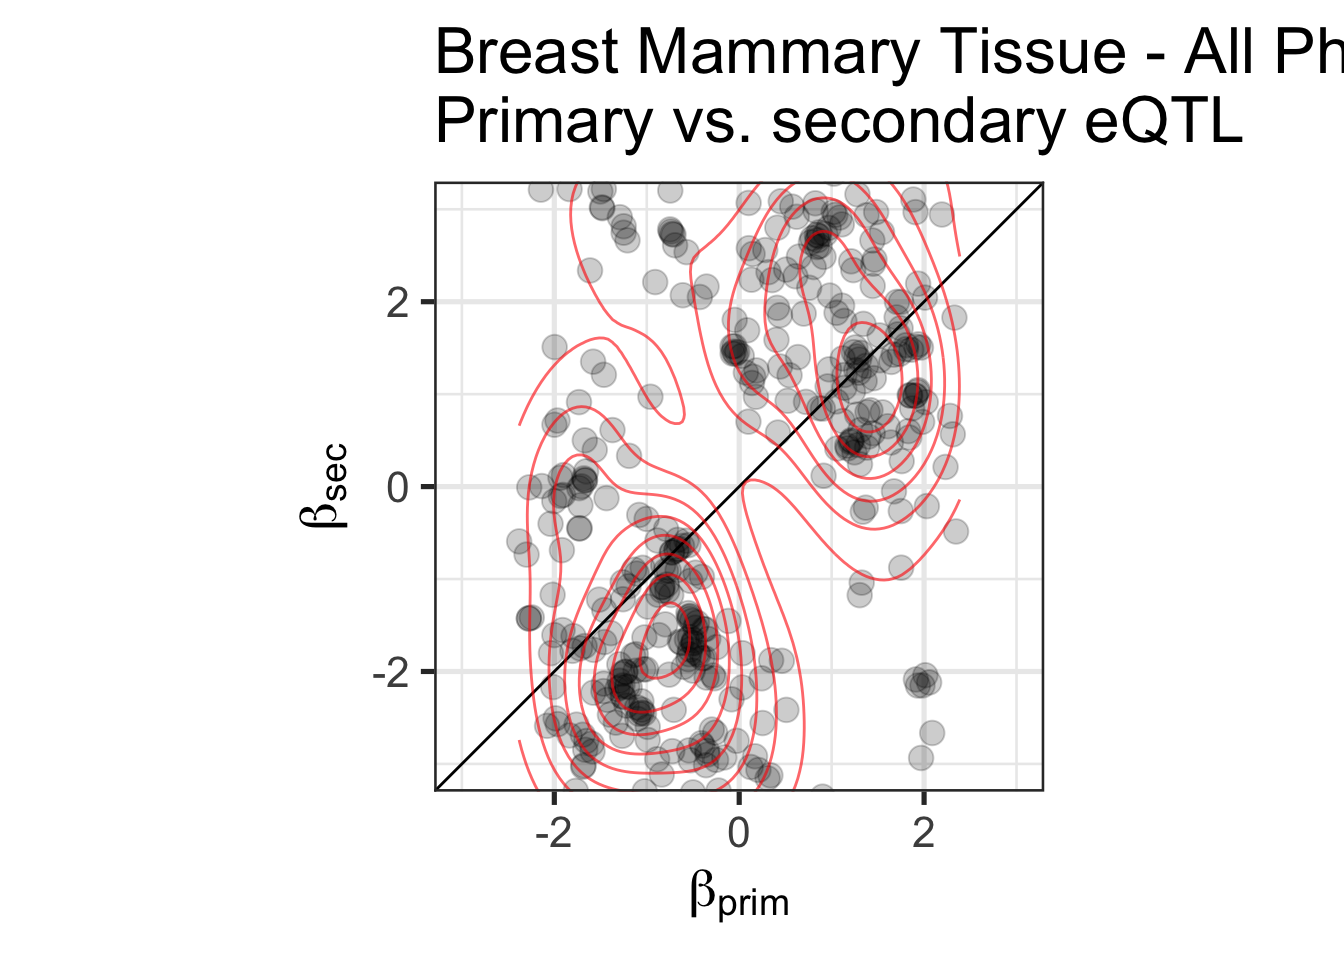 Breast Mammary Tissue - All Ph
Primary vs. secondary eQTL
2
0
-2
βsec
-2 0 2
βprim